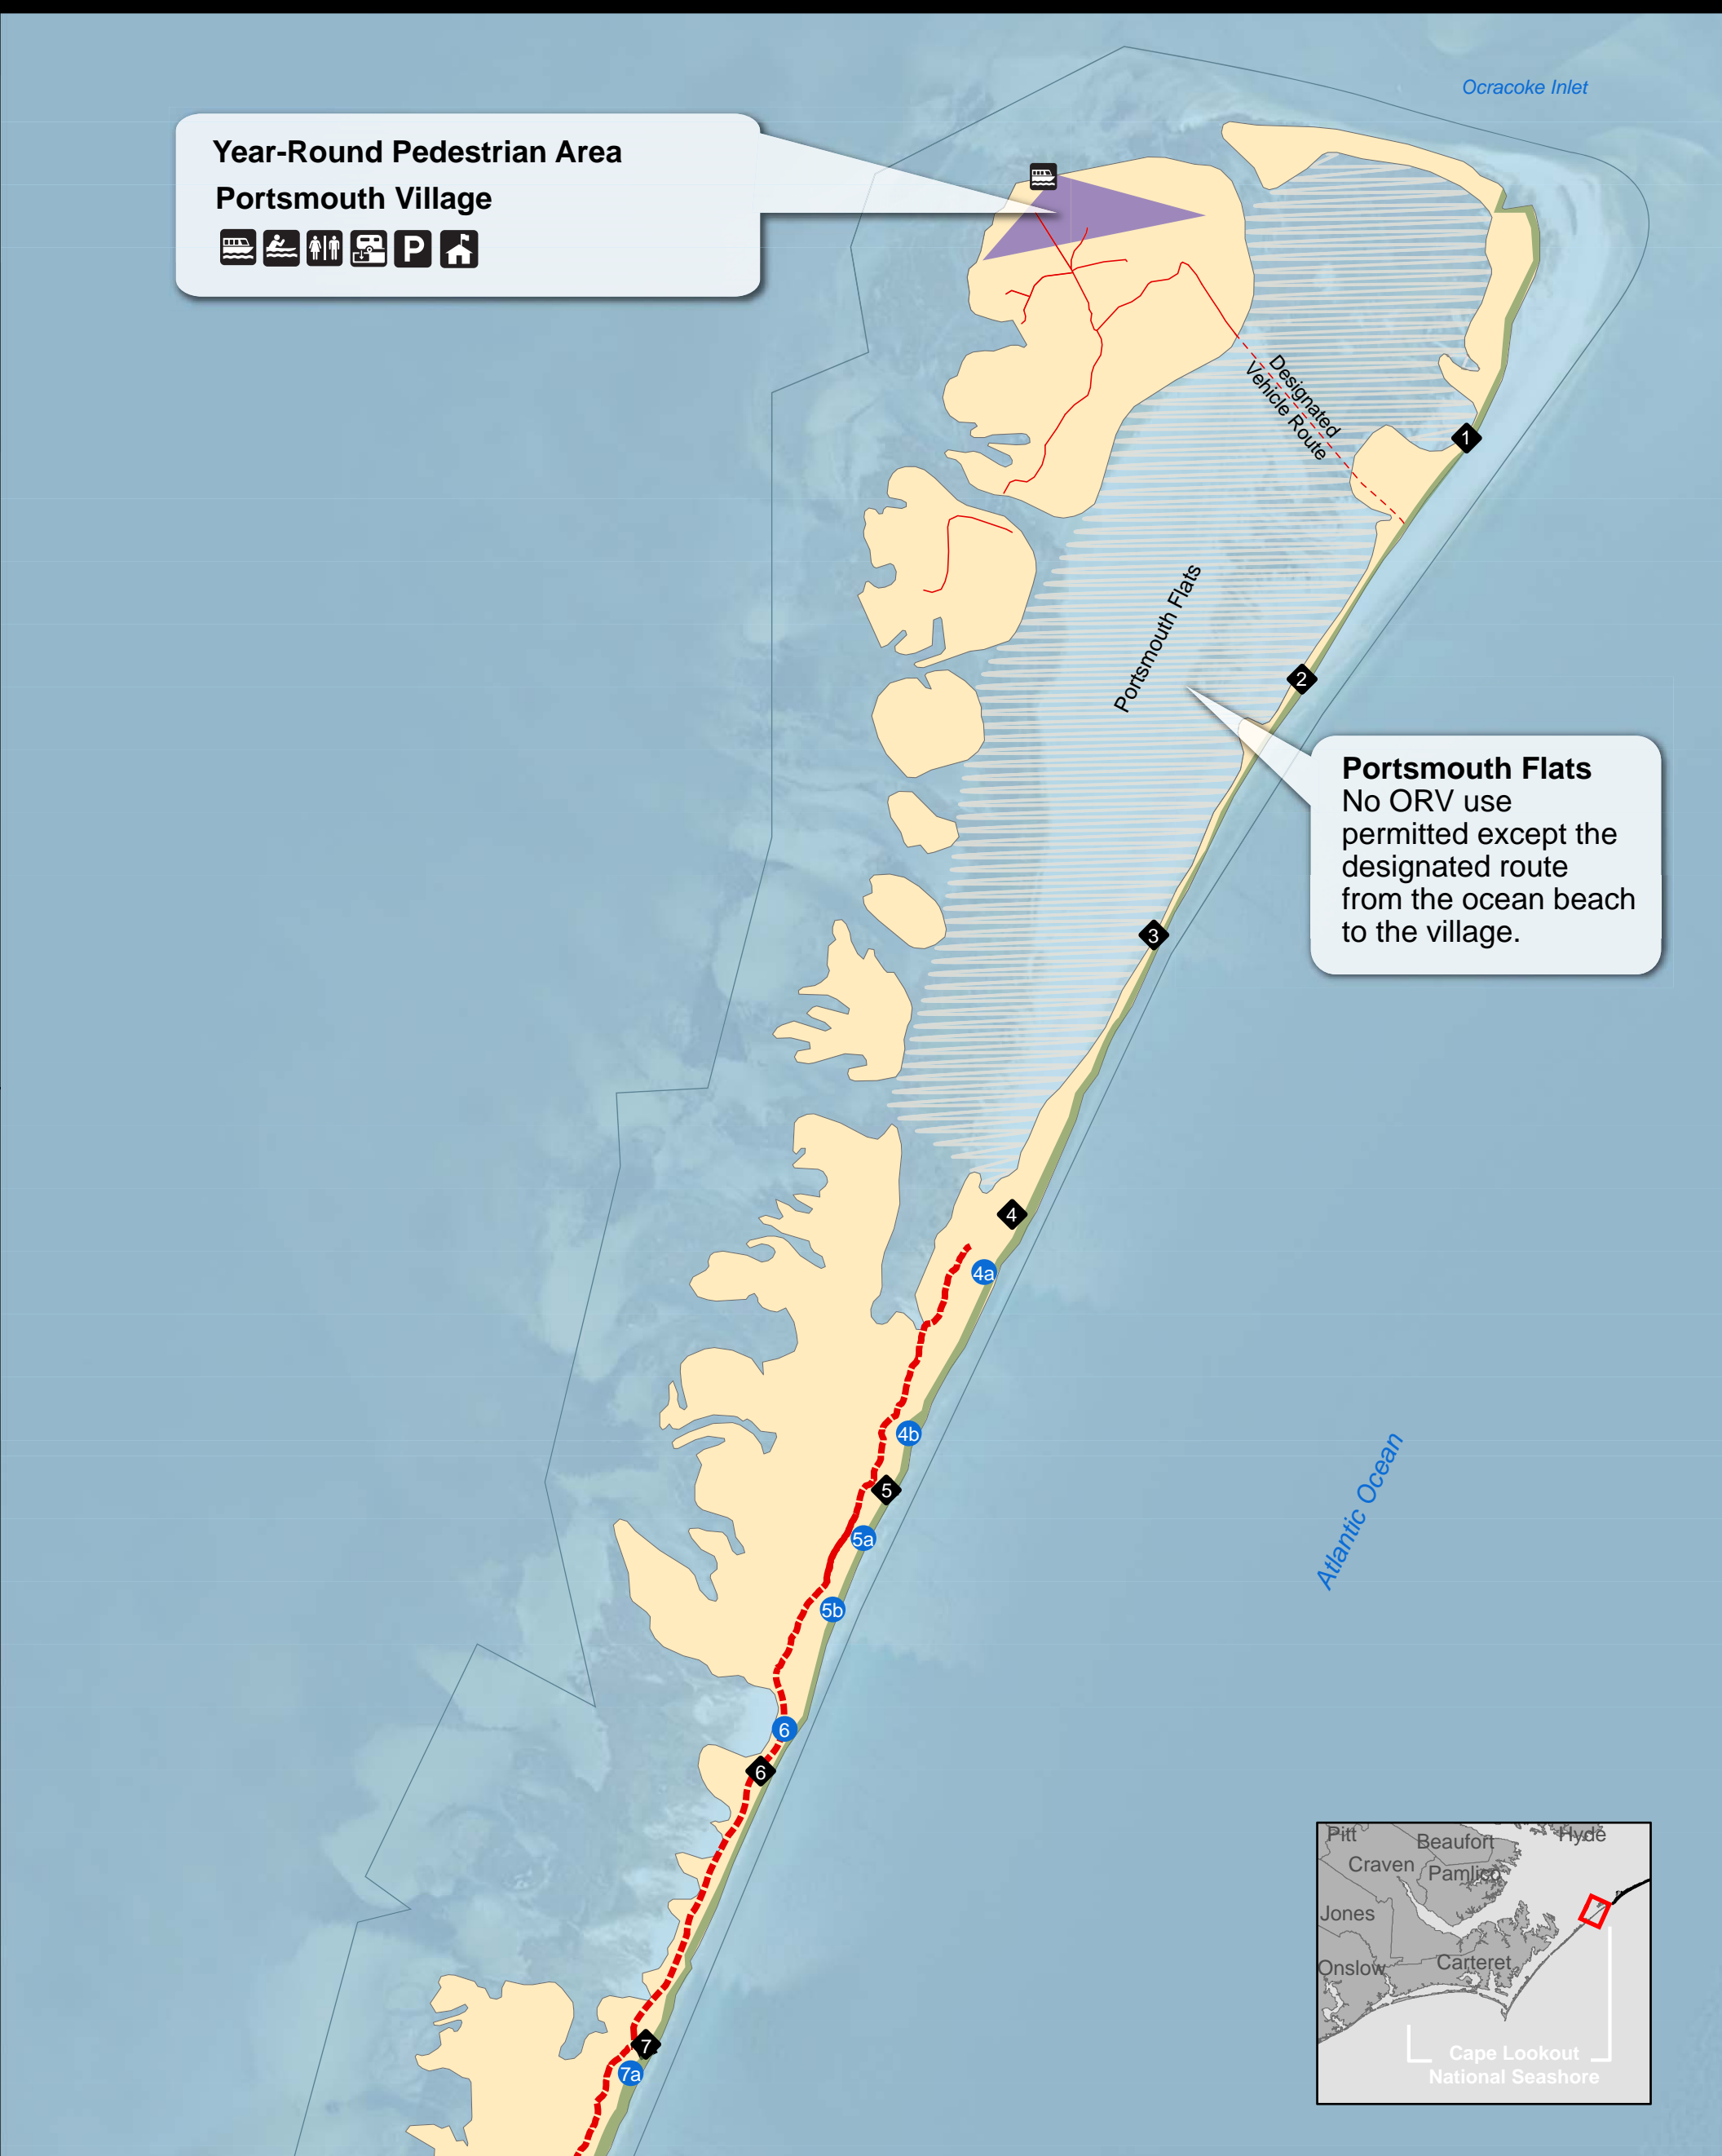 Ocracoke Inlet
Year-Round Pedestrian Area
Portsmouth Village
P
Designated
Vehicle Route
1
Portsmouth Flats
2
Portsmouth Flats
No ORV use
permitted except the
designated route
from the ocean beach
to the village.
3
4
4a
4b
Atlantic Ocean
5
5a
5b
6
6
7
7a
Pitt
Beaufort
Hyde
Craven
Pamlico
Jones
Onslow
Carteret
Cape Lookout
National Seashore